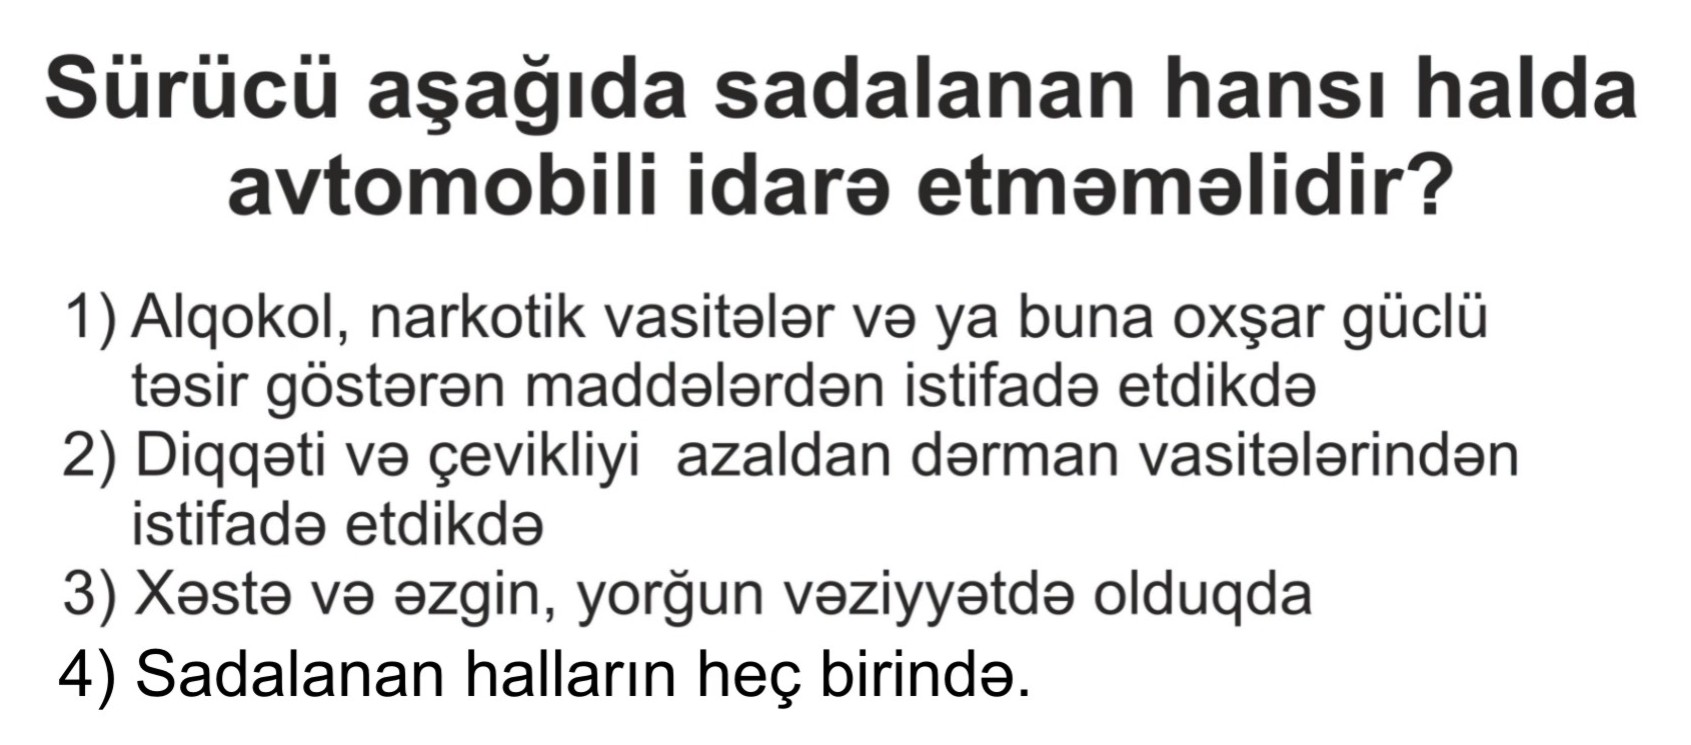 Sürücü aşağıda sadalanan hansı halda
avtomobili idarə etməməlidir?
1) Alqokol, narkotik vasitələr və ya buna oxşar güclü
təsir göstərən maddələrdən istifadə etdikdə
2) Diqqəti və çevikliyi  azaldan dərman vasitələrindən
istifadə etdikdə
3) Xəstə və əzgin, yorğun vəziyyətdə olduqda
4) Sadalanan halların heç birində.